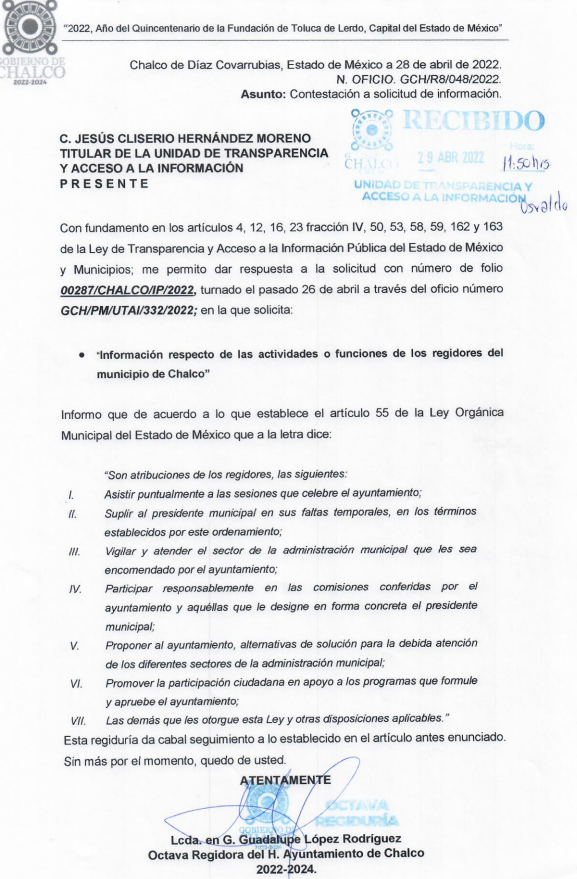 "2022, Año del Quincentenario de la Fundación de Toluca de Lerdo, Capital del Estado de México"
GOBIERNO DE
CHALCO
2022-2024
Chalco de Díaz Covarrubias, Estado de México a 28 de abril de 2022.
N. OFICIO. GCH/R8/048/2022.
Asunto: Contestación a solicitud de información.
RECIBIDO
CHALCO
29 ABR 2022
Hora:
11:50 hrs
UNIDAD DE TRANSPARENCIA Y
ACCESO A LA INFORMACIÓN
Osvaldo
C. JESÚS CLISERIO HERNÁNDEZ MORENO
TITULAR DE LA UNIDAD DE TRANSPARENCIA
Y ACCESO A LA INFORMACIÓN
P R E S E N T E
Con fundamento en los artículos 4, 12, 16, 23 fracción IV, 50, 53, 58, 59, 162 y 163
de la Ley de Transparencia y Acceso a la Información Pública del Estado de México
y Municipios; me permito dar respuesta a la solicitud con número de folio
00287/CHALCO/IP/2022, turnado el pasado 26 de abril a través del oficio número
GCH/PM/UTAI/332/2022; en la que solicita:
• "Información respecto de las actividades o funciones de los regidores del
municipio de Chalco"
Informo que de acuerdo a lo que establece el artículo 55 de la Ley Orgánica
Municipal del Estado de México que a la letra dice:
"Son atribuciones de los regidores, las siguientes:
I. Asistir puntualmente a las sesiones que celebre el ayuntamiento;
II. Suplir al presidente municipal en sus faltas temporales, en los términos
establecidos por este ordenamiento;
III. Vigilar y atender el sector de la administración municipal que les sea
encomendado por el ayuntamiento;
IV. Participar responsablemente en las comisiones conferidas por el
ayuntamiento y aquéllas que le designe en forma concreta el presidente
municipal;
V. Proponer al ayuntamiento, alternativas de solución para la debida atención
de los diferentes sectores de la administración municipal;
VI. Promover la participación ciudadana en apoyo a los programas que formule
y apruebe el ayuntamiento;
VII. Las demás que les otorgue esta Ley y otras disposiciones aplicables."
Esta regiduría da cabal seguimiento a lo establecido en el artículo antes enunciado.
Sin más por el momento, quedo de usted.
ATENTAMENTE
OCTAVA
REGIDURÍA
GOBIERNO DE
Lcda. en G. Guadalupe López Rodríguez
Octava Regidora del H. Ayuntamiento de Chalco
2022-2024.